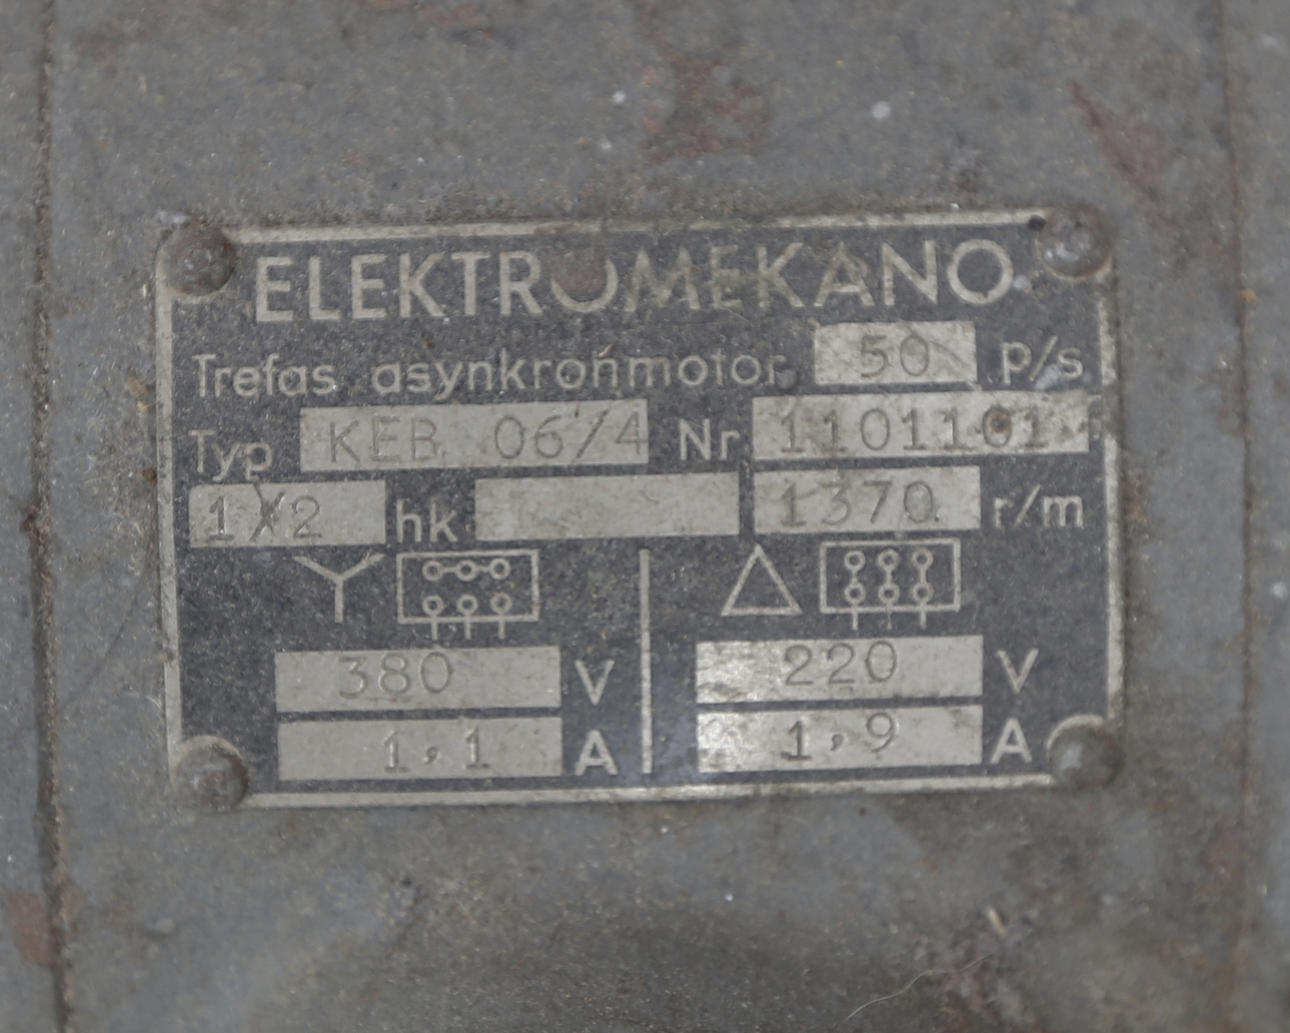 ELEKTROMEKANO
Trefas asynkronmotor 50 p/s
Typ KEB 06/4 Nr 1101101
1/2 hk 1370 r/m
380 V 220 V
1,1 A 1,9 A